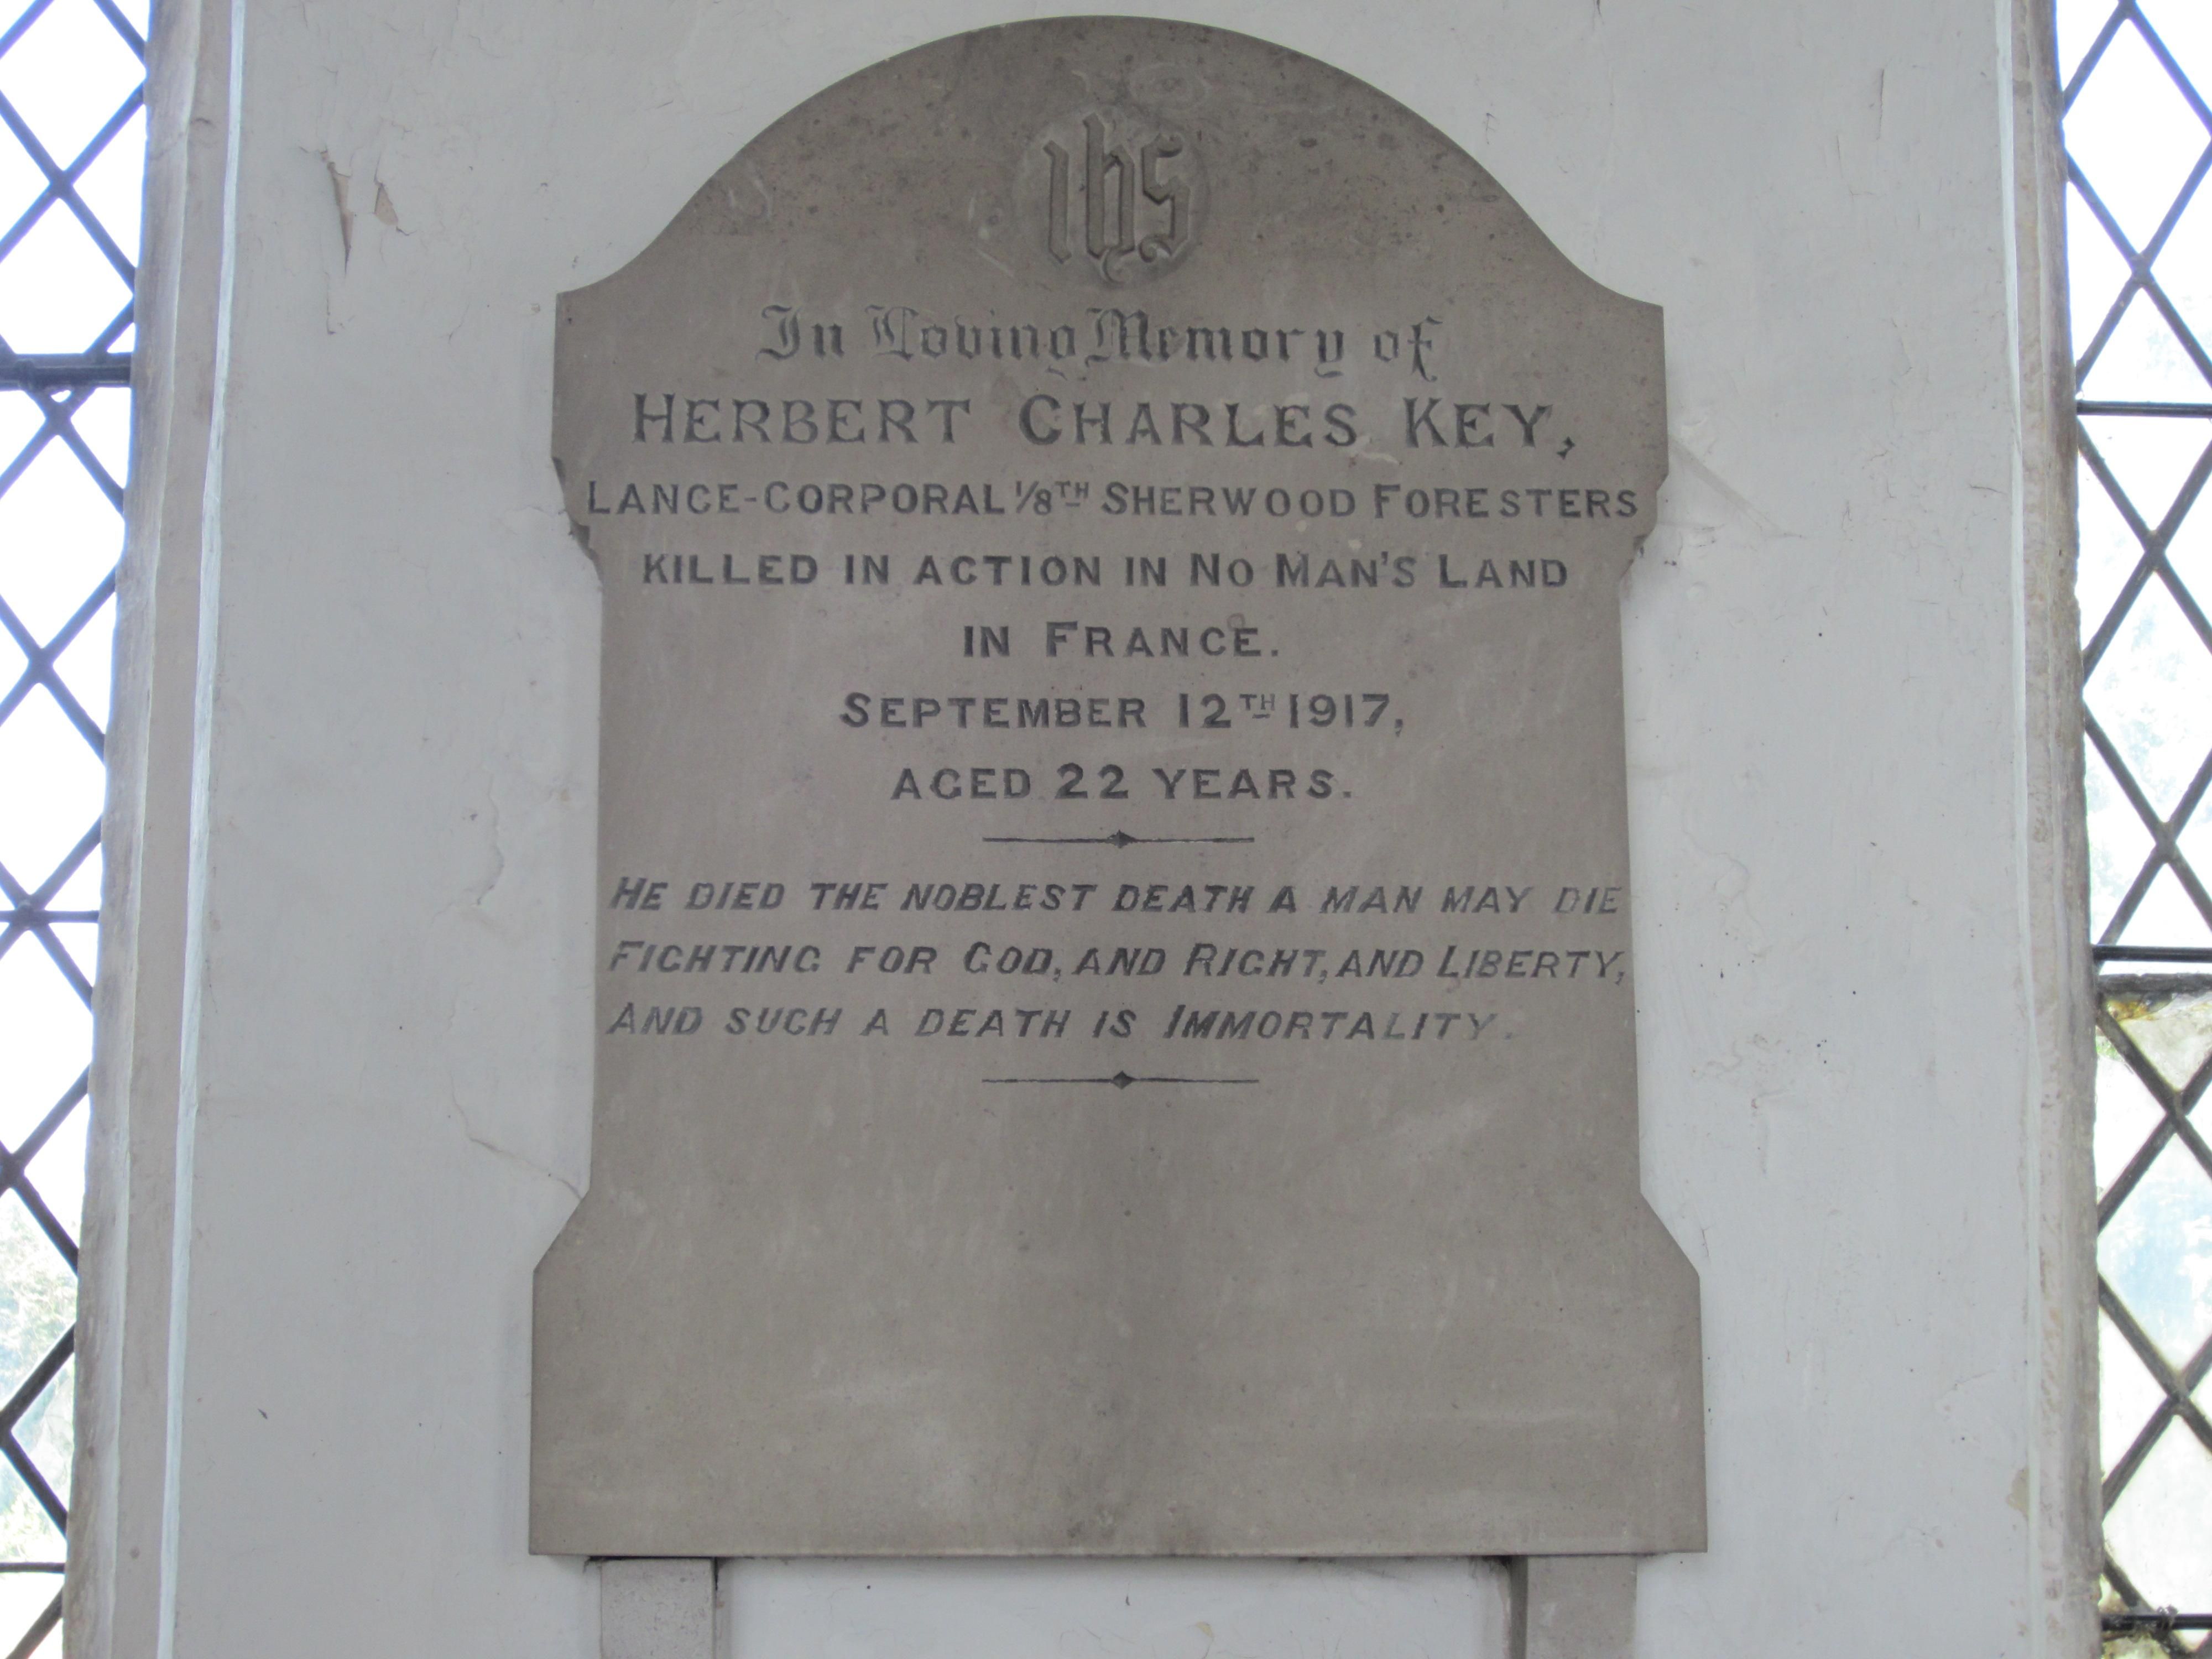 ihs
In Loving Memory of
HERBERT CHARLES KEY,
LANCE-CORPORAL 1/8TH SHERWOOD FORESTERS
KILLED IN ACTION IN NO MAN'S LAND
IN FRANCE.
SEPTEMBER 12TH 1917,
AGED 22 YEARS.
HE DIED THE NOBLEST DEATH A MAN MAY DIE
FIGHTING FOR GOD, AND RIGHT, AND LIBERTY,
AND SUCH A DEATH IS IMMORTALITY.